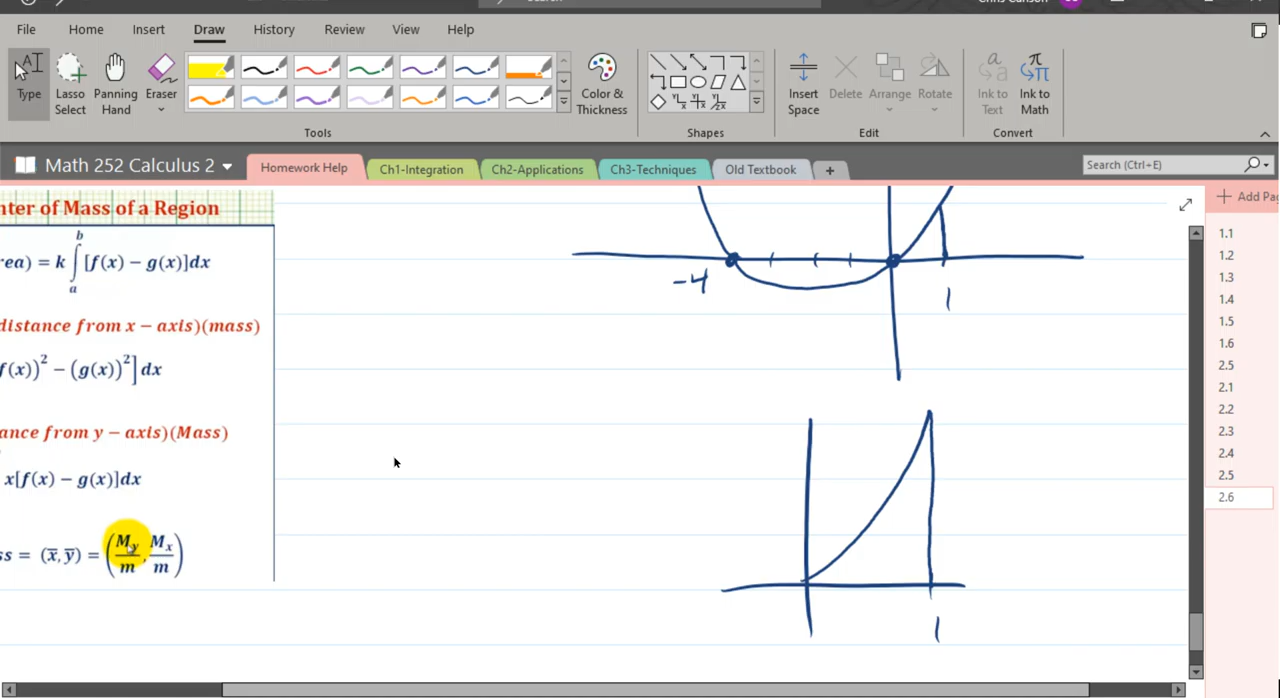 File Home Insert Draw History Review View Help
Type
Lasso Select
Panning Hand
Eraser
Tools
Color & Thickness
Shapes
Insert Space
Delete
Arrange
Rotate
Edit
Ink to Text
Ink to Math
Convert
Math 252 Calculus 2
Homework Help
Ch1-Integration
Ch2-Applications
Ch3-Techniques
Old Textbook
Search (Ctrl+E)
Add Pag
nter of Mass of a Region
rea) = k ∫ₐᵇ [f(x) − g(x)]dx
distance from x − axis)(mass)
f(x))² − (g(x))²] dx
ance from y − axis)(Mass)
x[f(x) − g(x)]dx
ss = (x̅, y̅) = (M_y/m, M_x/m)
-4
1
1
1.1
1.2
1.3
1.4
1.5
1.6
2.5
2.1
2.2
2.3
2.4
2.5
2.6